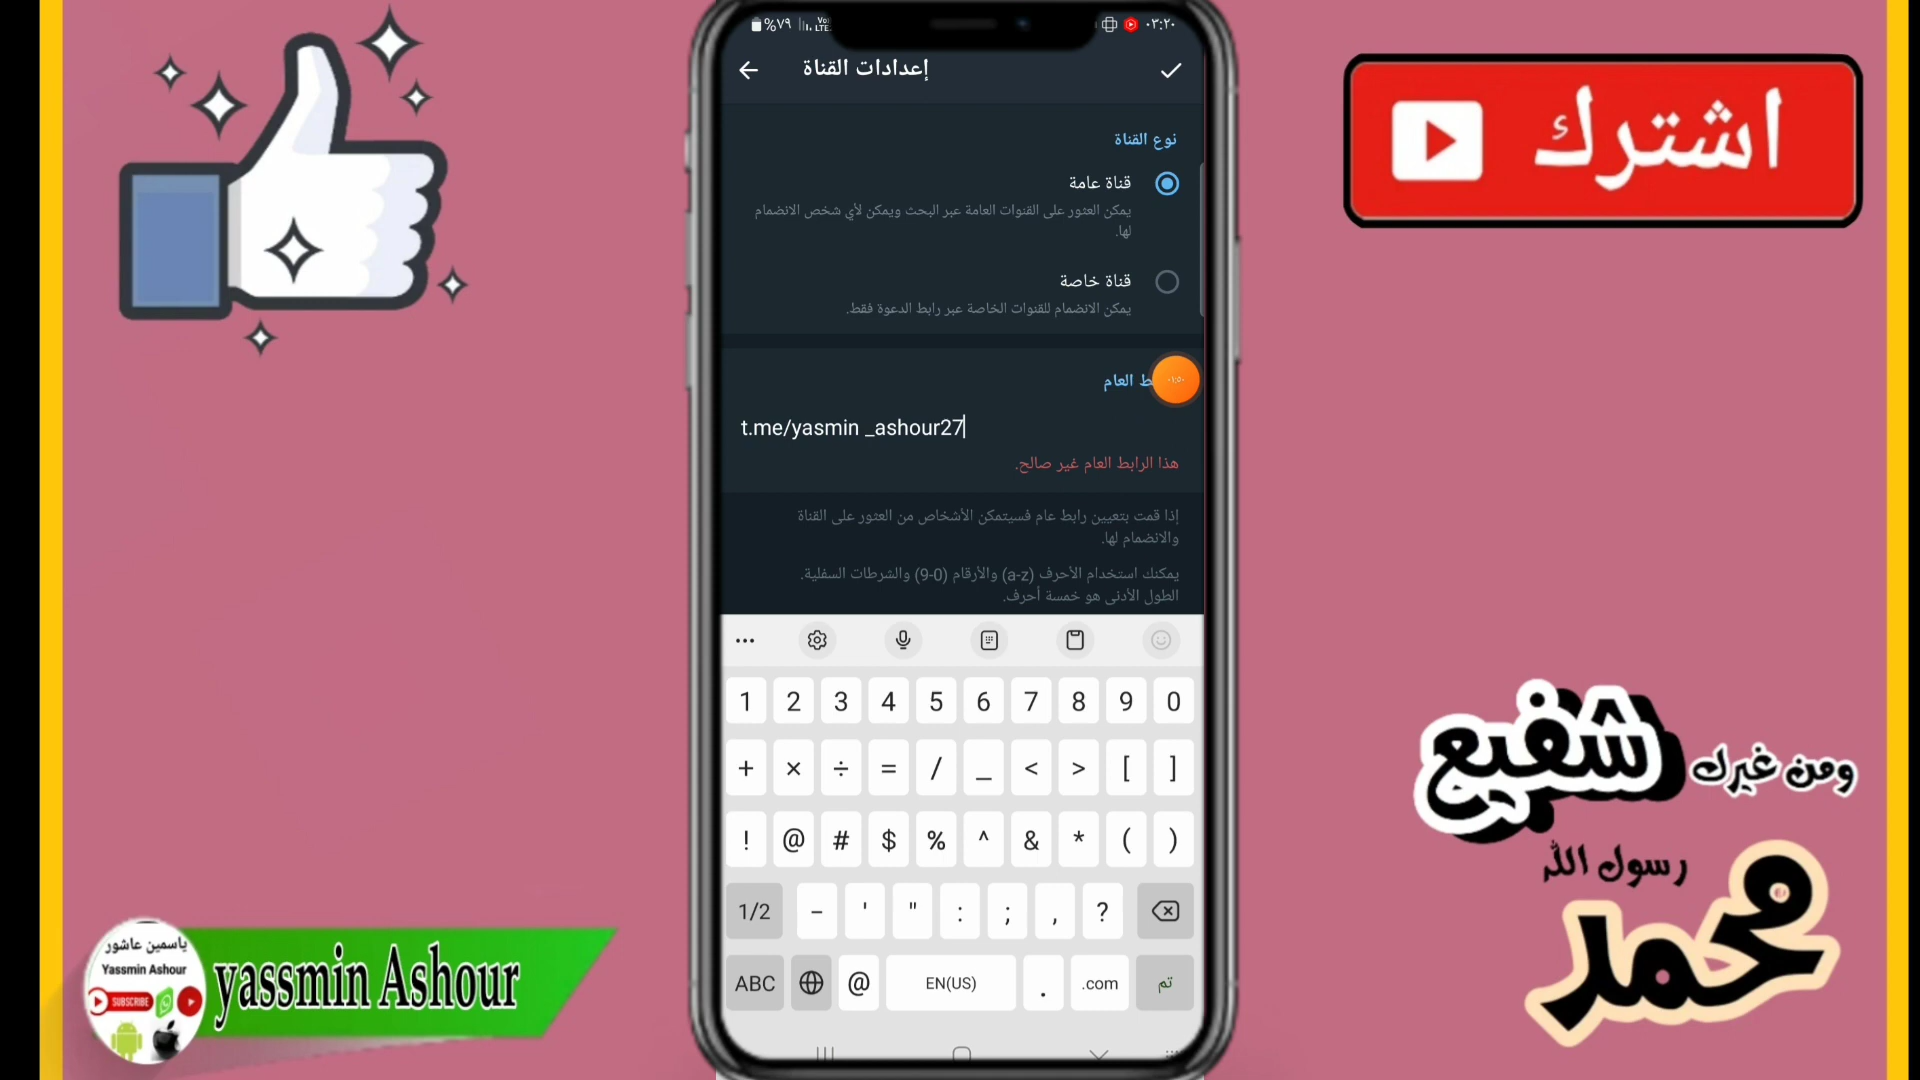 %٧٩ Vo LTE
٠٣:٢٠
إعدادات القناة
نوع القناة
قناة عامة
يمكن العثور على القنوات العامة عبر البحث ويمكن لأي شخص الانضمام
لها.
قناة خاصة
يمكن الانضمام للقنوات الخاصة عبر رابط الدعوة فقط.
ط العام
٠١:٥٠
t.me/yasmin _ashour27
هذا الرابط العام غير صالح.
إذا قمت بتعيين رابط عام فسيتمكن الأشخاص من العثور على القناة
والانضمام لها.
يمكنك استخدام الأحرف (a-z) والأرقام (0-9) والشرطات السفلية.
الطول الأدنى هو خمسة أحرف.
1 2 3 4 5 6 7 8 9 0
+ × ÷ = / _ < > [ ]
! @ # $ % ^ & * ( )
1/2 - ' " : ; , ?
ABC @ EN(US) . .com تم
اشترك
ومن غيرك شفيع
رسول الله
محمد
ياسمين عاشور
Yassmin Ashour
SUBSCRIBE
yassmin Ashour